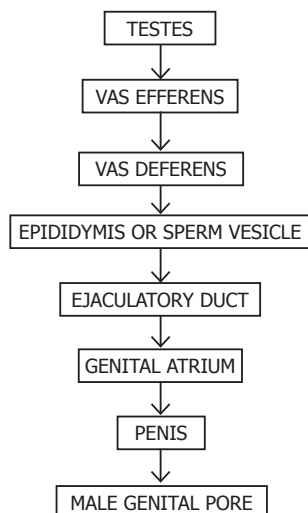 TESTES
VAS EFFERENS
VAS DEFERENS
EPIDIDYMIS OR SPERM VESICLE
EJACULATORY DUCT
GENITAL ATRIUM
PENIS
MALE GENITAL PORE